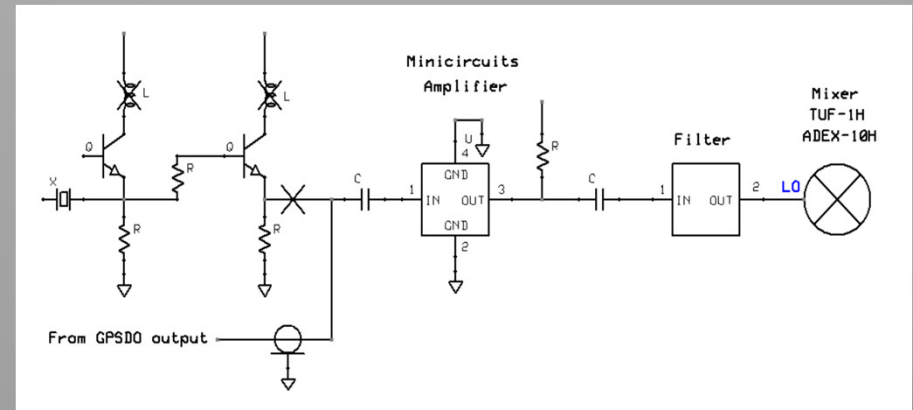 Minicircuits
Amplifier
Mixer
TUF-1H
ADEX-10H
Filter
L
L
Q
Q
X
R
R
R
R
C
U
4
GND
1
IN
OUT
3
GND
2
R
C
1
IN
OUT
2
LO
From GPSDO output